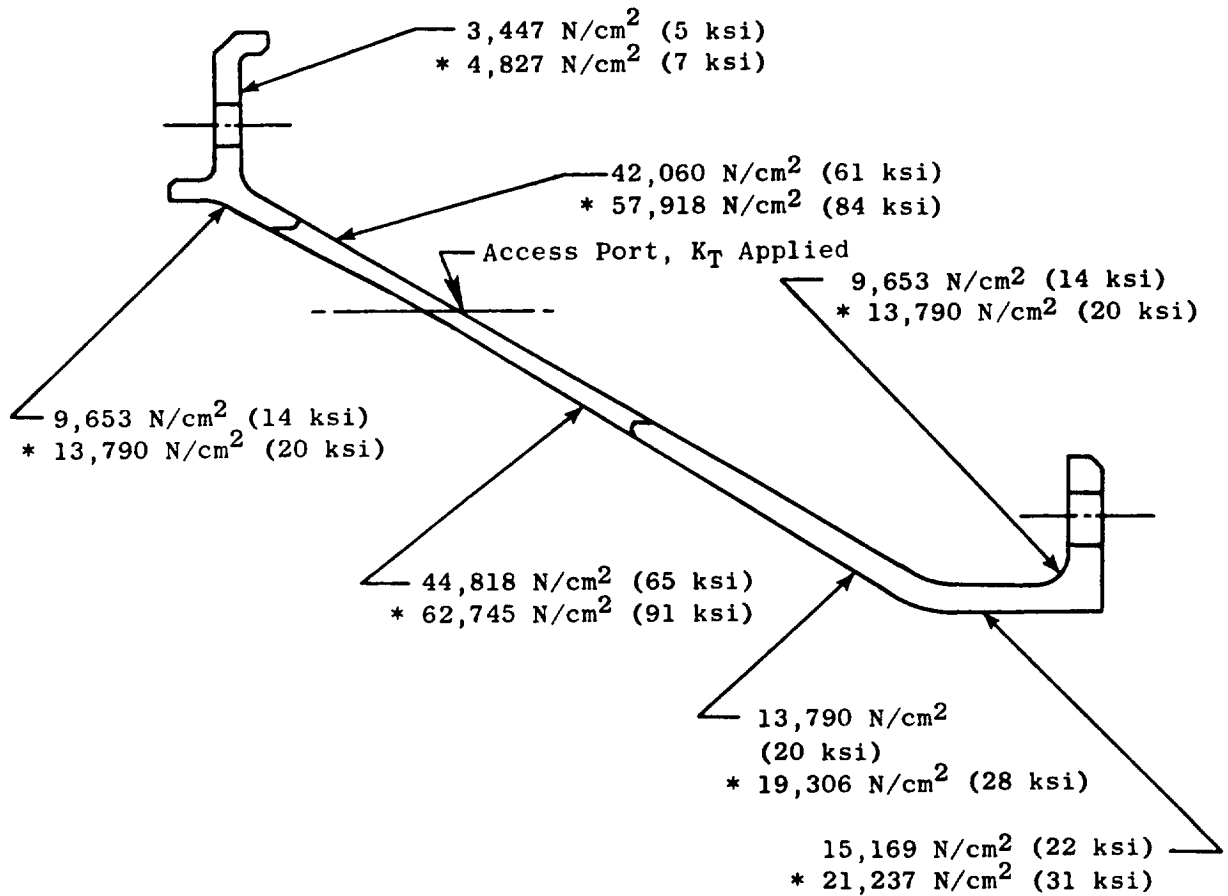 3,447 N/cm2 (5 ksi)
* 4,827 N/cm2 (7 ksi)
42,060 N/cm2 (61 ksi)
* 57,918 N/cm2 (84 ksi)
Access Port, KT Applied
9,653 N/cm2 (14 ksi)
* 13,790 N/cm2 (20 ksi)
9,653 N/cm2 (14 ksi)
* 13,790 N/cm2 (20 ksi)
44,818 N/cm2 (65 ksi)
* 62,745 N/cm2 (91 ksi)
13,790 N/cm2
(20 ksi)
* 19,306 N/cm2 (28 ksi)
15,169 N/cm2 (22 ksi)
* 21,237 N/cm2 (31 ksi)